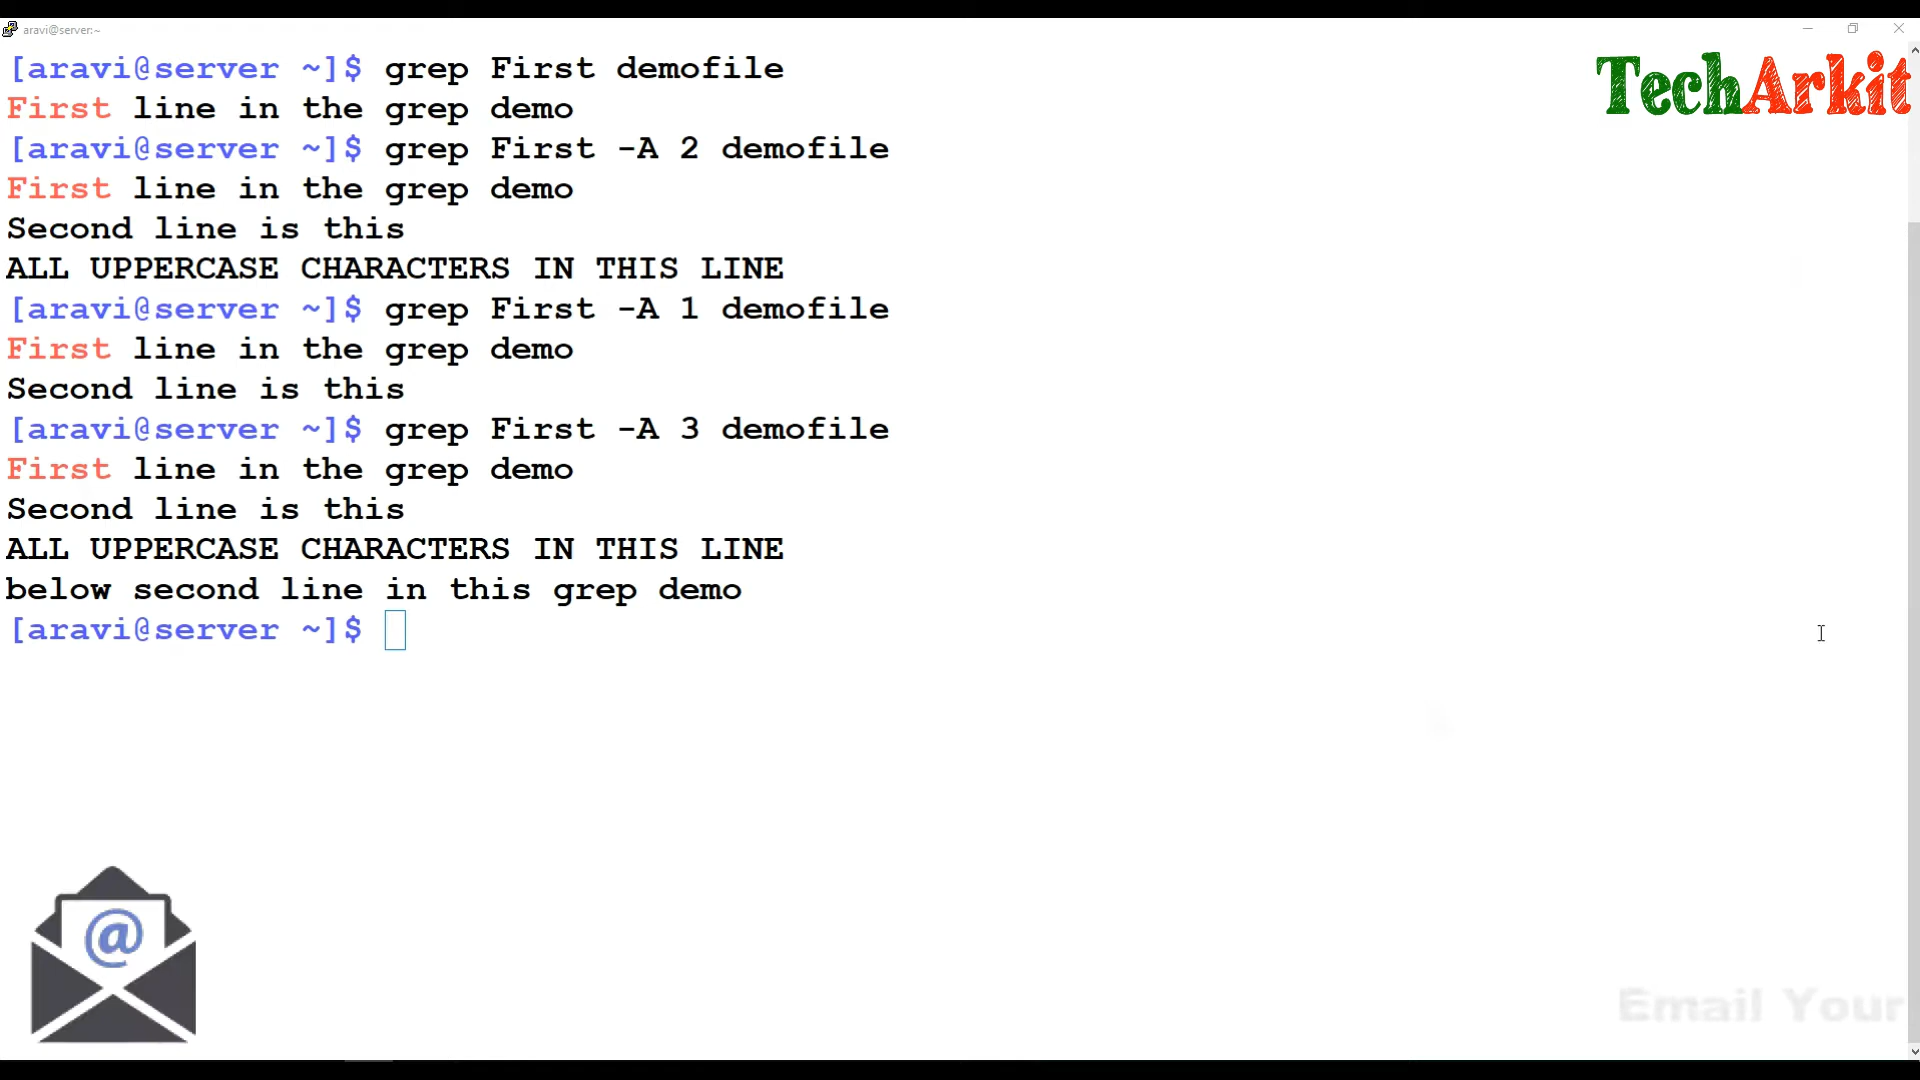 aravi@server:~
[aravi@server ~]$ grep First demofile
First line in the grep demo
[aravi@server ~]$ grep First -A 2 demofile
First line in the grep demo
Second line is this
ALL UPPERCASE CHARACTERS IN THIS LINE
[aravi@server ~]$ grep First -A 1 demofile
First line in the grep demo
Second line is this
[aravi@server ~]$ grep First -A 3 demofile
First line in the grep demo
Second line is this
ALL UPPERCASE CHARACTERS IN THIS LINE
below second line in this grep demo
[aravi@server ~]$
TechArkit
@
Email Your